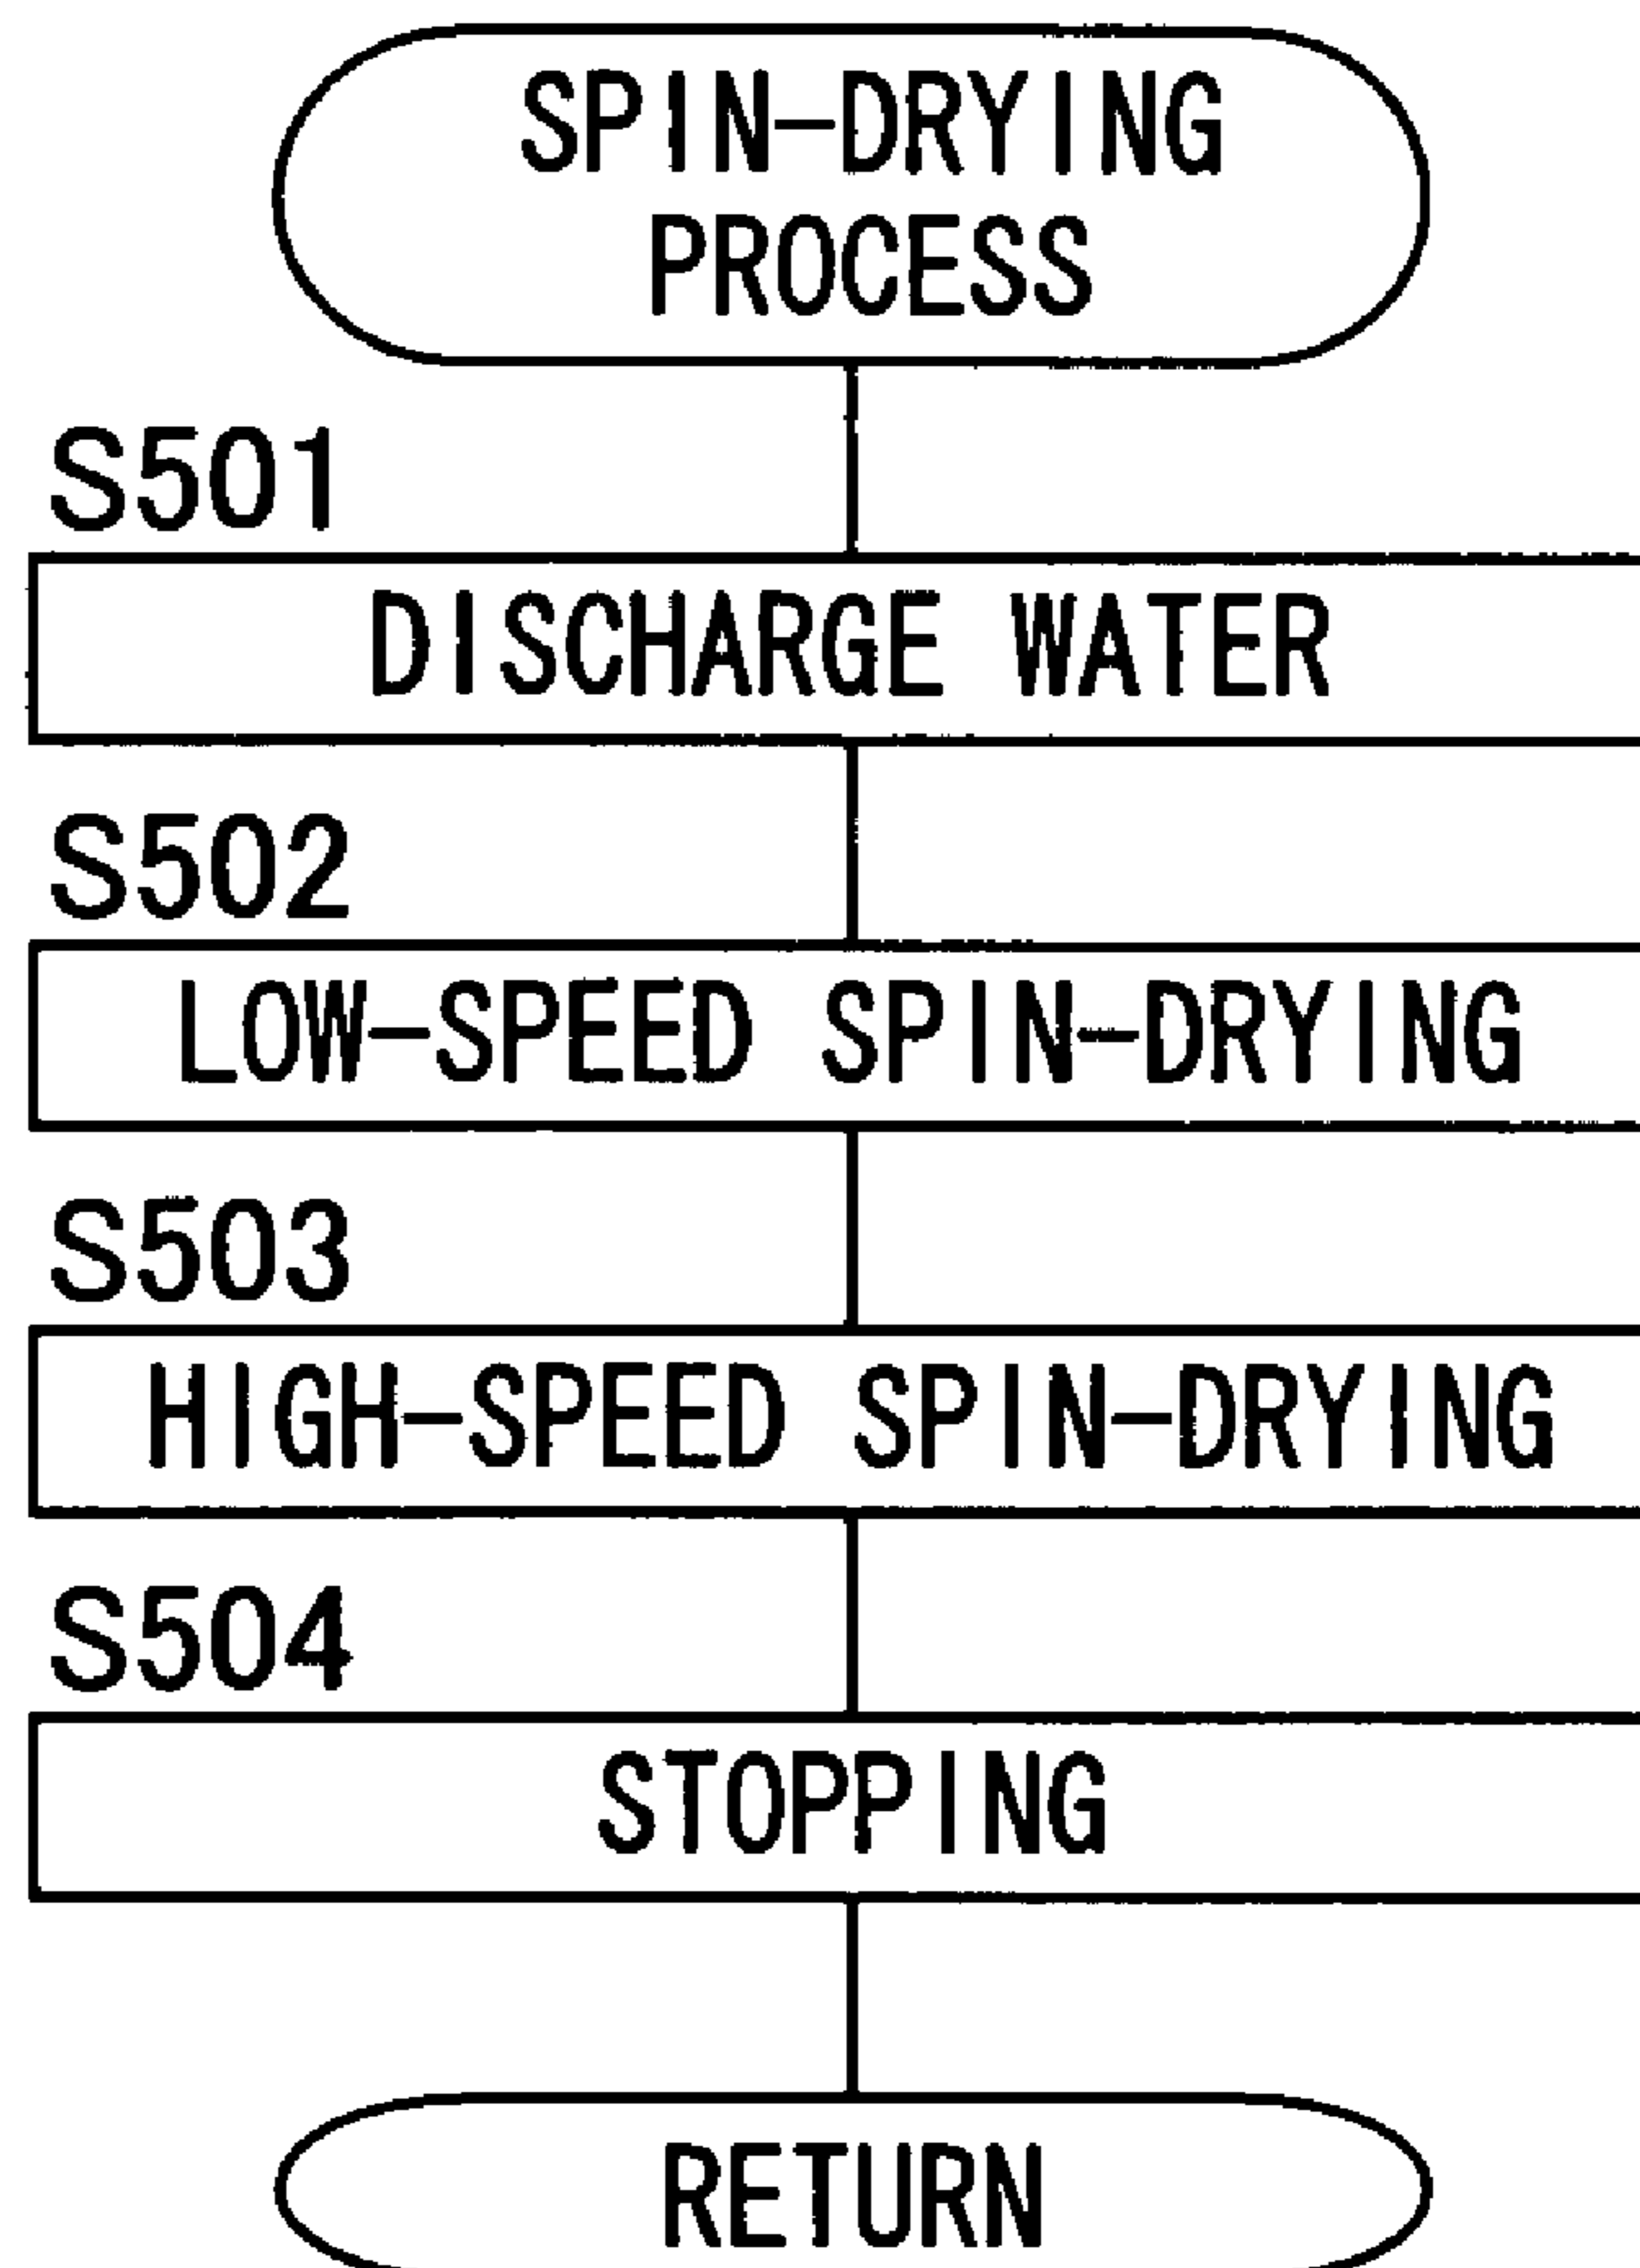 SPIN-DRYING
PROCESS
S501
DISCHARGE WATER
S502
LOW-SPEED SPIN-DRYING
S503
HIGH-SPEED SPIN-DRYING
S504
STOPPING
RETURN